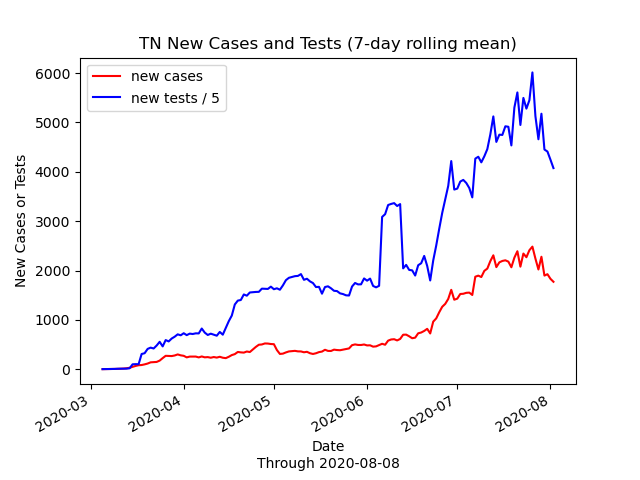 TN New Cases and Tests (7-day rolling mean)
new cases
new tests / 5
6000
5000
4000
3000
2000
1000
0
New Cases or Tests
2020-03
2020-04
2020-05
2020-06
2020-07
2020-08
Date
Through 2020-08-08